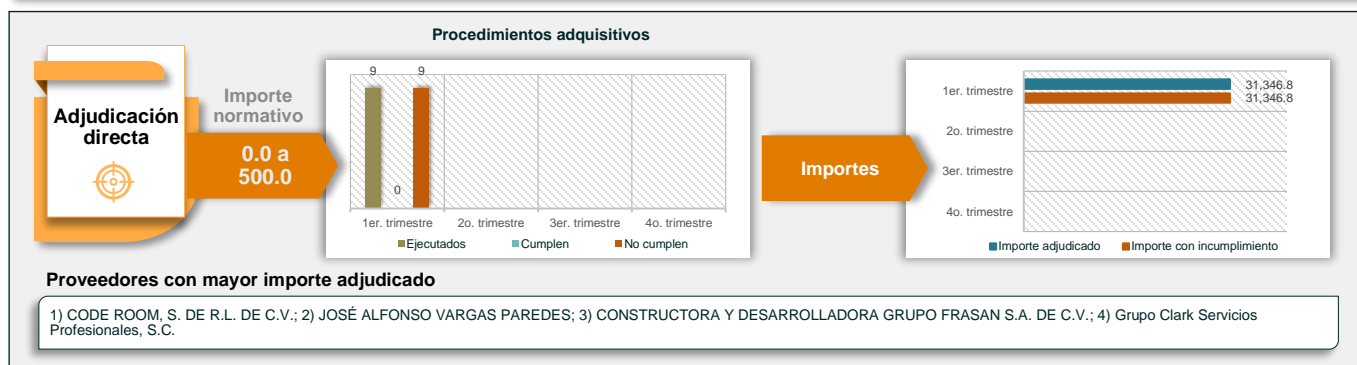 Procedimientos adquisitivos
Adjudicación
directa
Importe
normativo
0.0 a
500.0
9
0
9
1er. trimestre
2o. trimestre
3er. trimestre
4o. trimestre
Ejecutados
Cumplen
No cumplen
Importes
1er. trimestre
31,346.8
31,346.8
2o. trimestre
3er. trimestre
4o. trimestre
Importe adjudicado
Importe con incumplimiento
Proveedores con mayor importe adjudicado
1) CODE ROOM, S. DE R.L. DE C.V.; 2) JOSÉ ALFONSO VARGAS PAREDES; 3) CONSTRUCTORA Y DESARROLLADORA GRUPO FRASAN S.A. DE C.V.; 4) Grupo Clark Servicios
Profesionales, S.C.